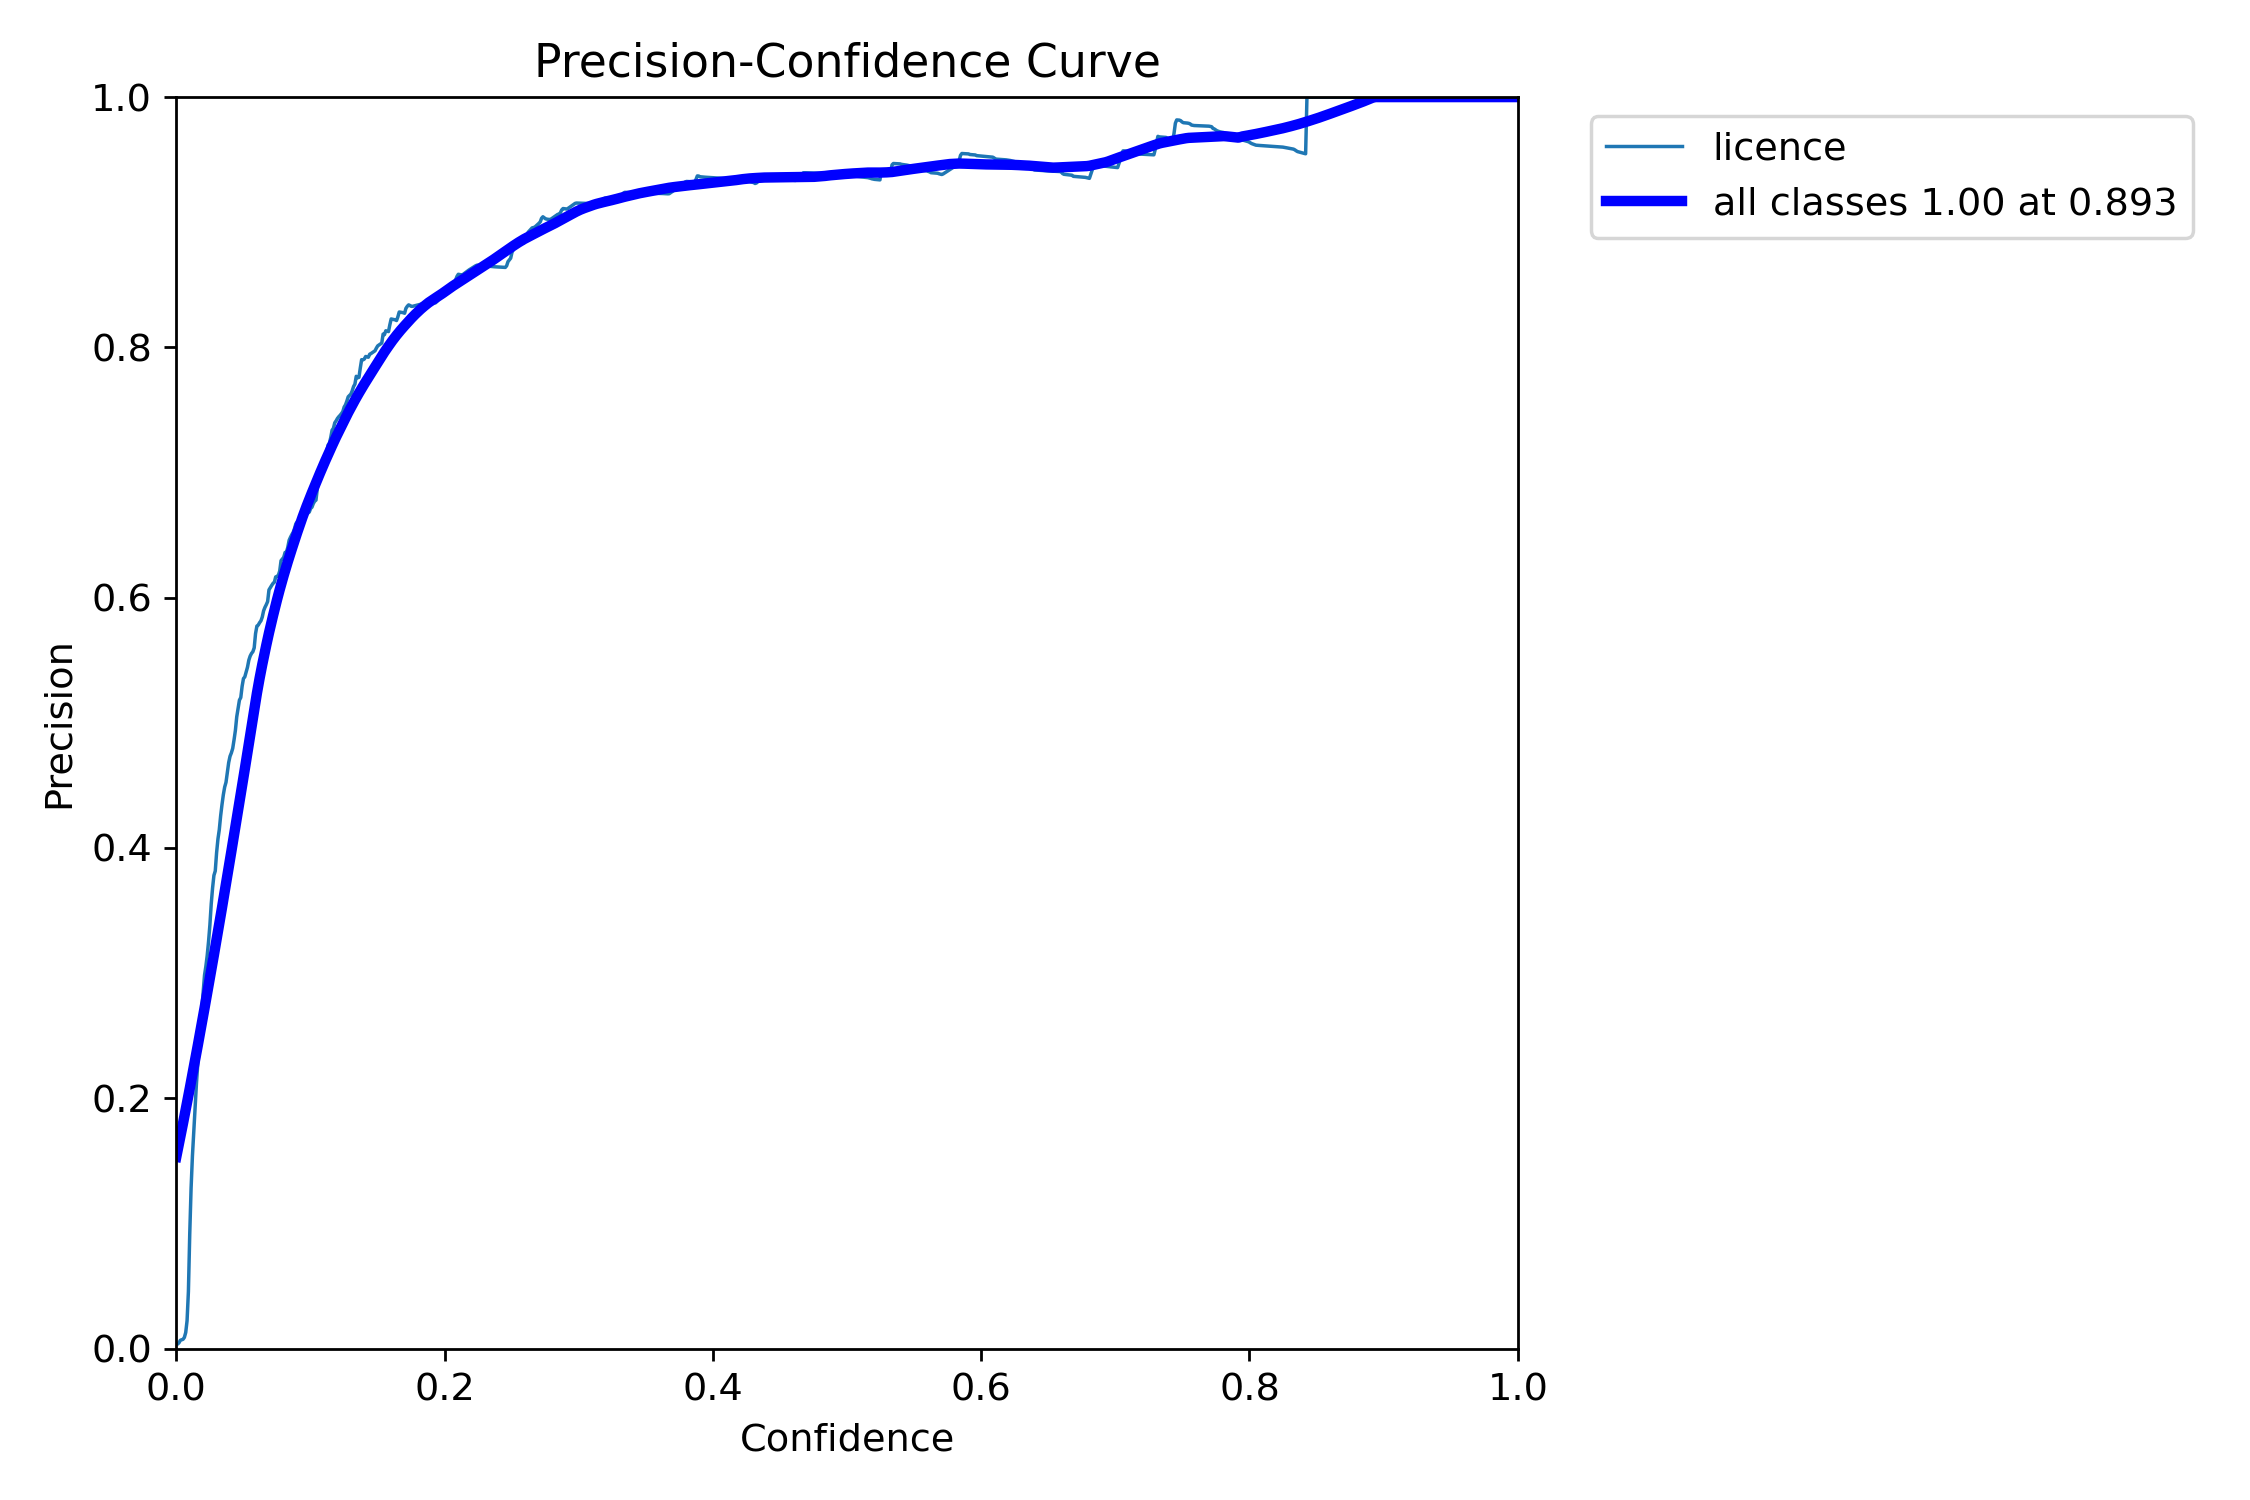 Precision-Confidence Curve
licence
all classes 1.00 at 0.893
Precision
1.0
0.8
0.6
0.4
0.2
0.0
0.0 0.2 0.4 0.6 0.8 1.0
Confidence